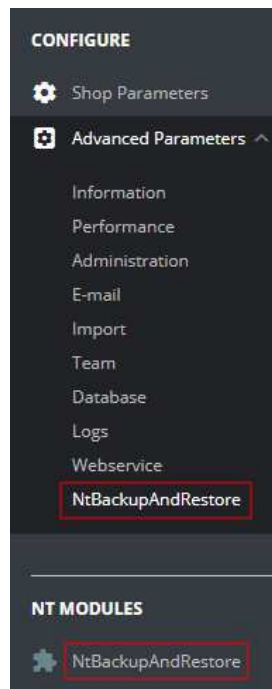 CONFIGURE
Shop Parameters
Advanced Parameters
Information
Performance
Administration
E-mail
Import
Team
Database
Logs
Webservice
NtBackupAndRestore
NT MODULES
NtBackupAndRestore